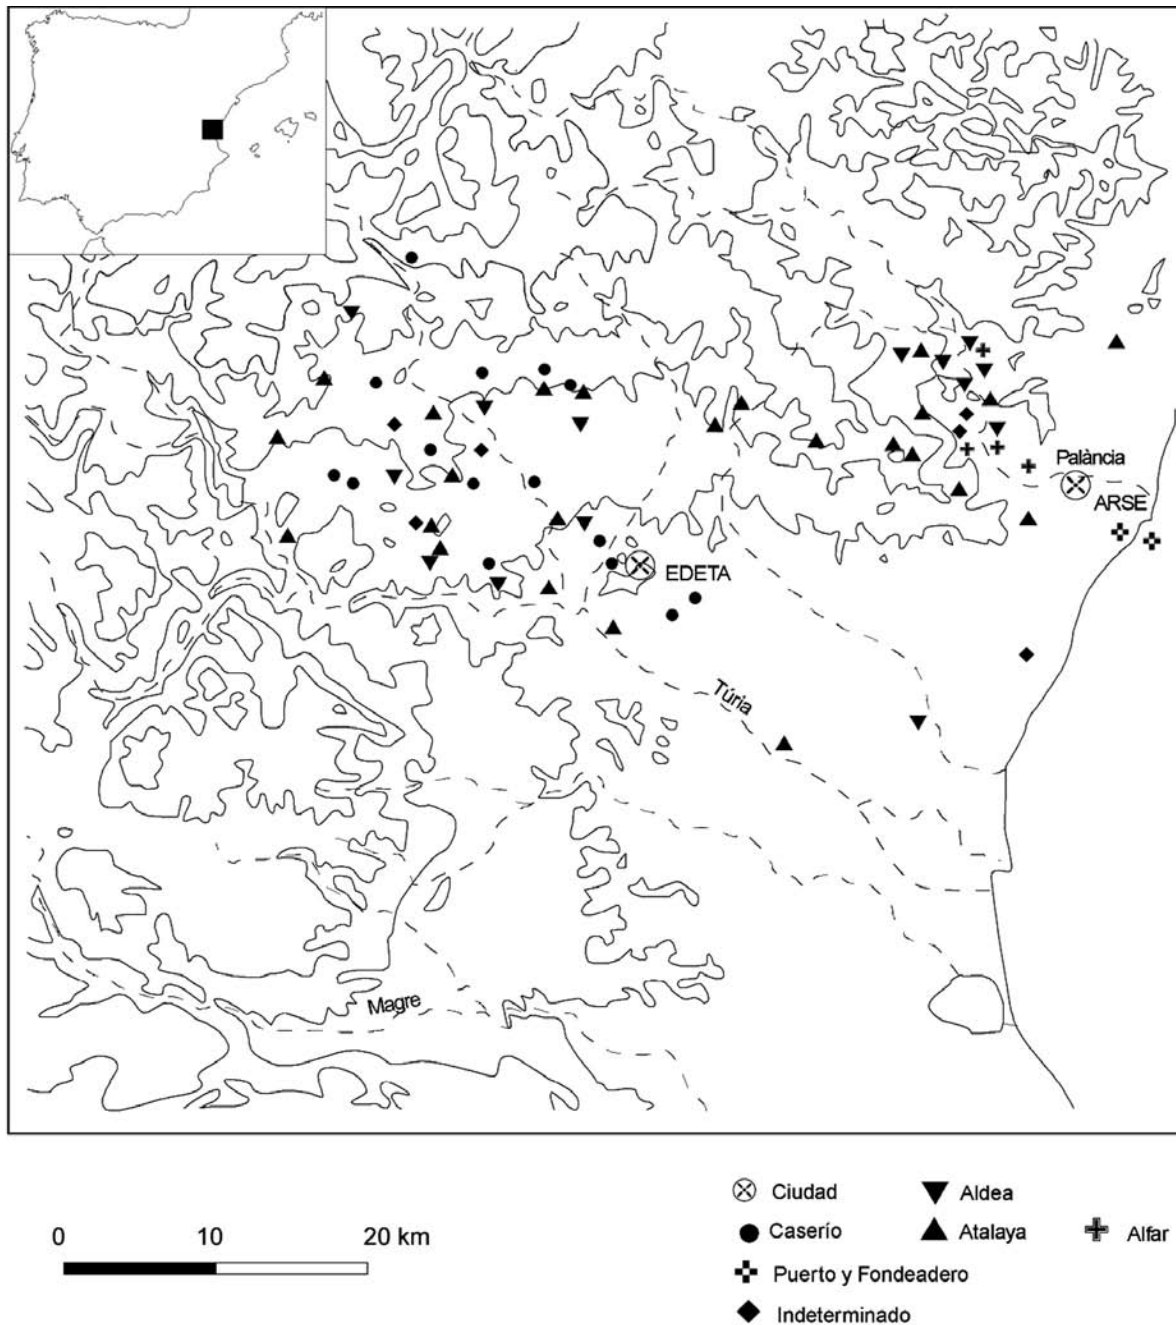 Palància
ARSE
EDETA
Túria
Magre
0 10 20 km
Ciudad
Aldea
Caserío
Atalaya
Alfar
Puerto y Fondeadero
Indeterminado